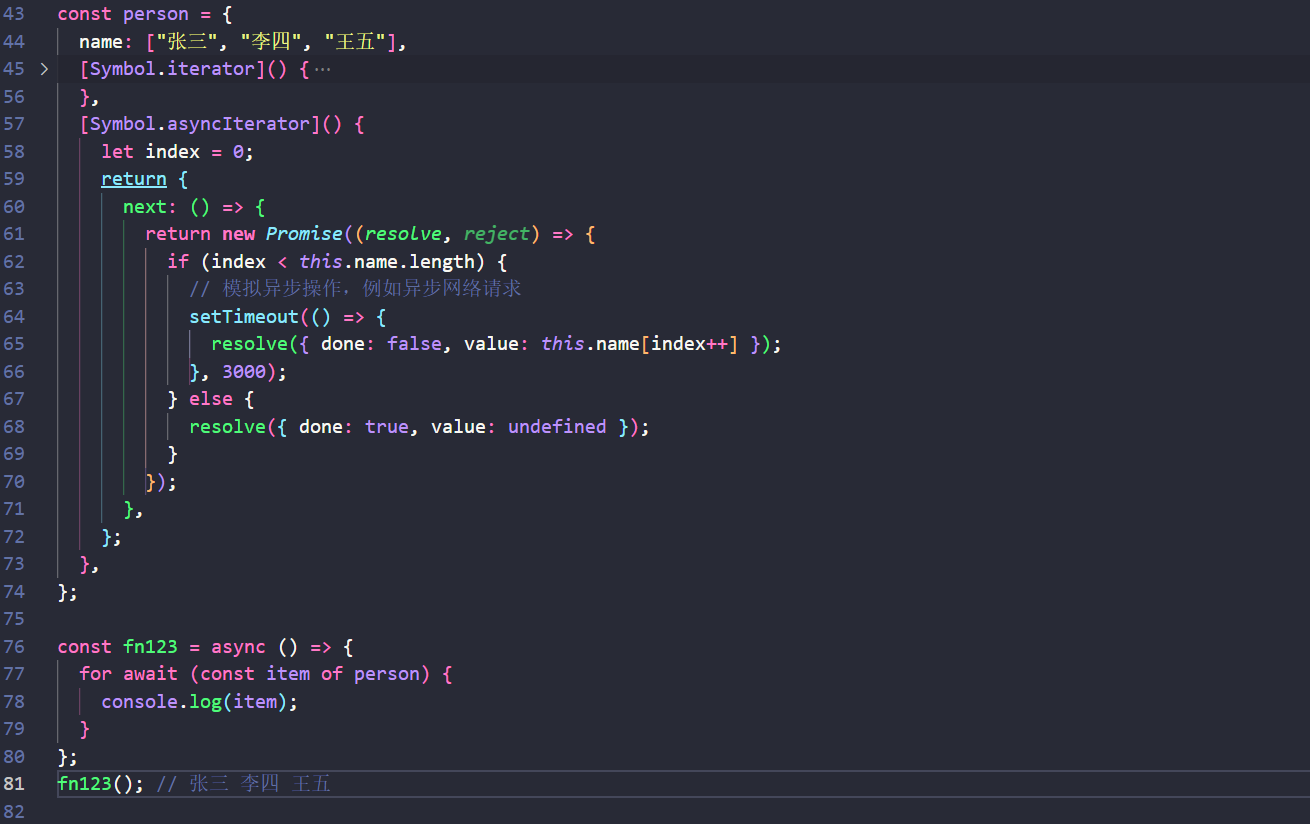 43 const person = {
44 name: ["张三", "李四", "王五"],
45 [Symbol.iterator]() {···
56 },
57 [Symbol.asyncIterator]() {
58 let index = 0;
59 return {
60 next: () => {
61 return new Promise((resolve, reject) => {
62 if (index < this.name.length) {
63 // 模拟异步操作，例如异步网络请求
64 setTimeout(() => {
65 resolve({ done: false, value: this.name[index++] });
66 }, 3000);
67 } else {
68 resolve({ done: true, value: undefined });
69 }
70 });
71 },
72 };
73 },
74 };
75
76 const fn123 = async () => {
77 for await (const item of person) {
78 console.log(item);
79 }
80 };
81 fn123(); // 张三 李四 王五
82